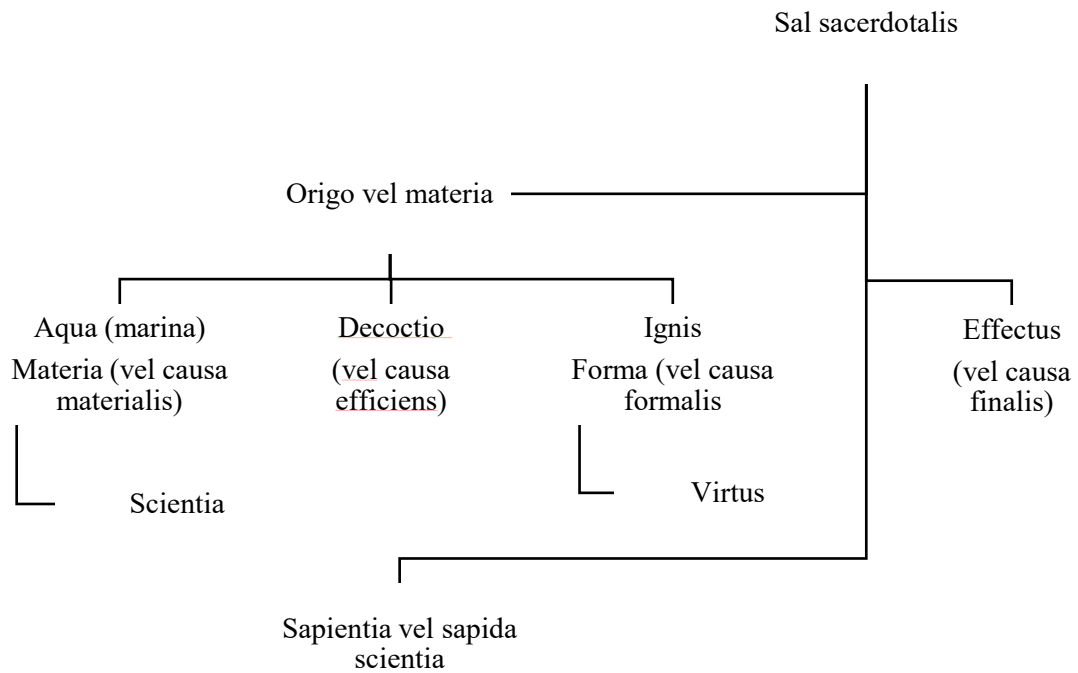 Sal sacerdotalis
Origo vel materia
Aqua (marina)
Materia (vel causa
materialis)
Decoctio
(vel causa
efficiens)
Ignis
Forma (vel causa
formalis
Effectus
(vel causa
finalis)
Scientia
Virtus
Sapientia vel sapida
scientia